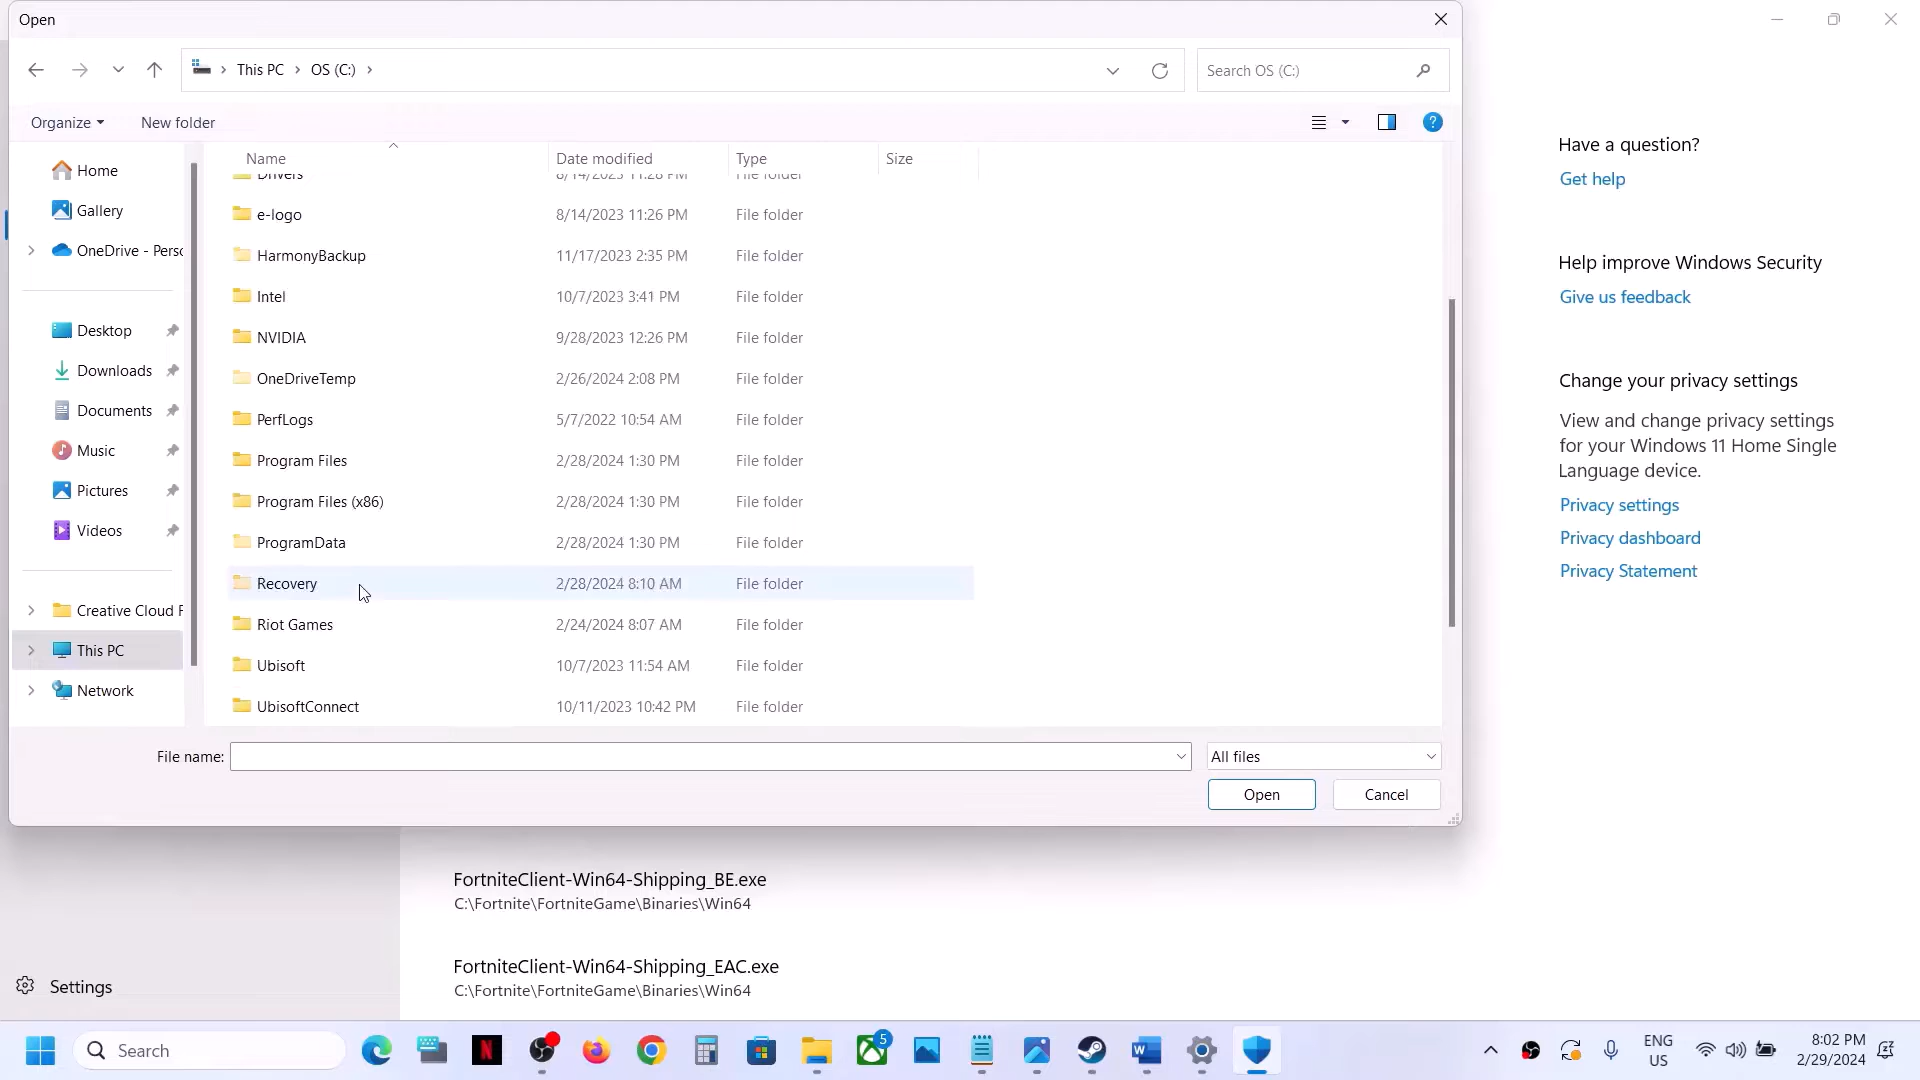 Open
This PC > OS (C:) >
Search OS (C:)
Organize
New folder
?
Name
Date modified
Type
Size
Home
Gallery
OneDrive - Perso
Desktop
Downloads
Documents
Music
Pictures
Videos
Creative Cloud F
This PC
Network
Drivers 8/14/2023 11:28 PM File folder
e-logo 8/14/2023 11:26 PM File folder
HarmonyBackup 11/17/2023 2:35 PM File folder
Intel 10/7/2023 3:41 PM File folder
NVIDIA 9/28/2023 12:26 PM File folder
OneDriveTemp 2/26/2024 2:08 PM File folder
PerfLogs 5/7/2022 10:54 AM File folder
Program Files 2/28/2024 1:30 PM File folder
Program Files (x86) 2/28/2024 1:30 PM File folder
ProgramData 2/28/2024 1:30 PM File folder
Recovery 2/28/2024 8:10 AM File folder
Riot Games 2/24/2024 8:07 AM File folder
Ubisoft 10/7/2023 11:54 AM File folder
UbisoftConnect 10/11/2023 10:42 PM File folder
File name:
All files
Open
Cancel
Have a question?
Get help
Help improve Windows Security
Give us feedback
Change your privacy settings
View and change privacy settings
for your Windows 11 Home Single
Language device.
Privacy settings
Privacy dashboard
Privacy Statement
FortniteClient-Win64-Shipping_BE.exe
C:\Fortnite\FortniteGame\Binaries\Win64
FortniteClient-Win64-Shipping_EAC.exe
C:\Fortnite\FortniteGame\Binaries\Win64
Settings
Search
N
5
W
ENG
US
8:02 PM
2/29/2024